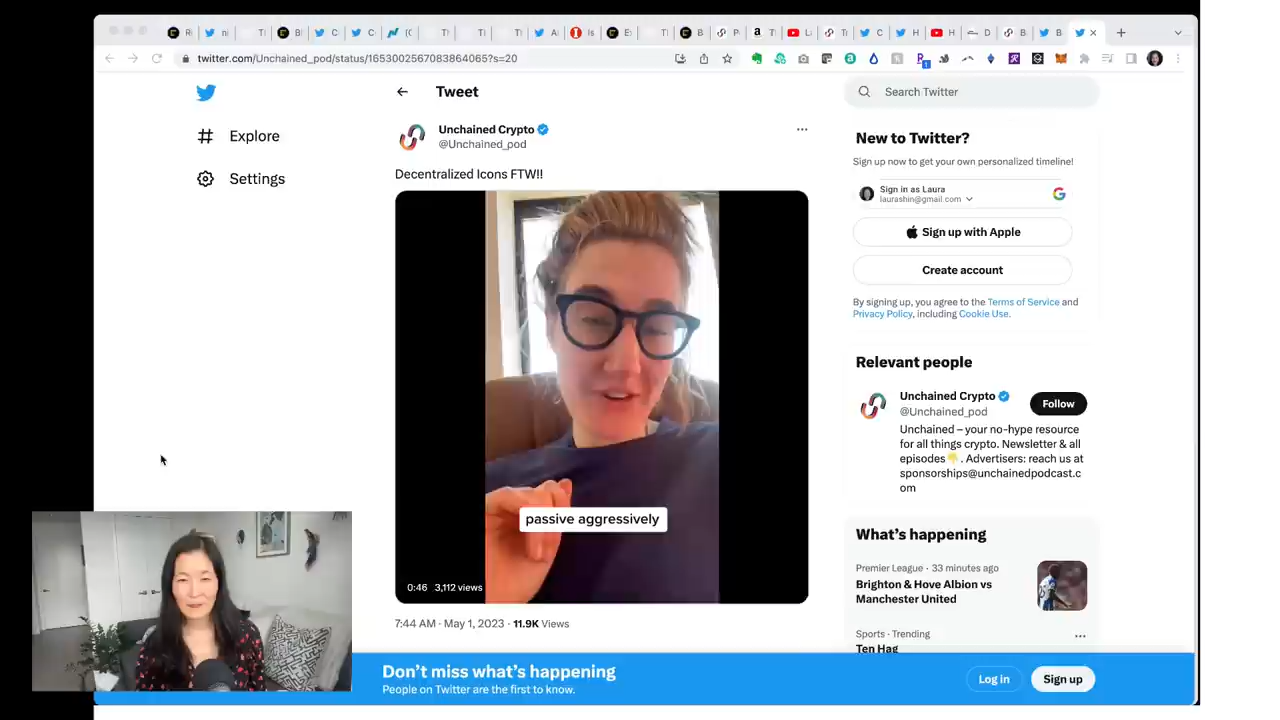 twitter.com/Unchained_pod/status/1653002567083864065?s=20
Explore
Settings
Tweet
Unchained Crypto
@Unchained_pod
Decentralized Icons FTW!!
passive aggressively
0:46 3,112 views
7:44 AM · May 1, 2023 · 11.9K Views
Search Twitter
New to Twitter?
Sign up now to get your own personalized timeline!
Sign in as Laura
laurashin@gmail.com
Sign up with Apple
Create account
By signing up, you agree to the Terms of Service and
Privacy Policy, including Cookie Use.
Relevant people
Unchained Crypto
@Unchained_pod
Follow
Unchained – your no-hype resource
for all things crypto. Newsletter & all
episodes👇. Advertisers: reach us at
sponsorships@unchainedpodcast.c
om
What's happening
Premier League · 33 minutes ago
Brighton & Hove Albion vs
Manchester United
Sports · Trending
Ten Hag
Don't miss what's happening
People on Twitter are the first to know.
Log in
Sign up